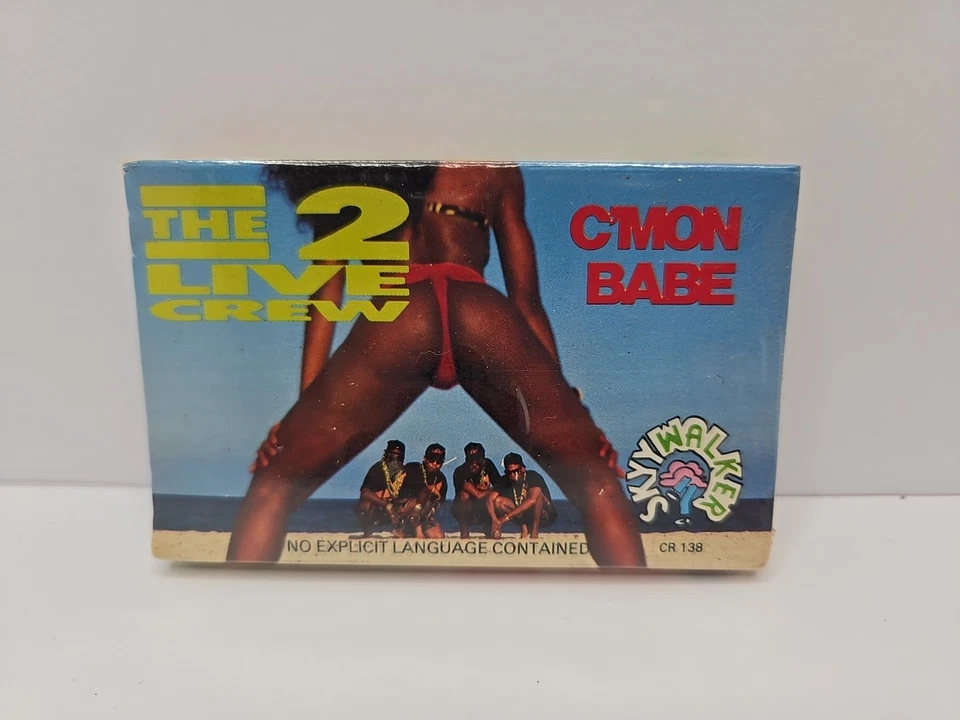 THE 2
LIVE
CREW
C'MON
BABE
SKYYWALKER
NO EXPLICIT LANGUAGE CONTAINED
CR 138